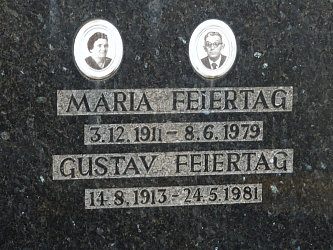 MARIA FEIERTAG
3.12.1911 - 8.6.1979
GUSTAV FEIERTAG
14.8.1913 - 24.5.1981